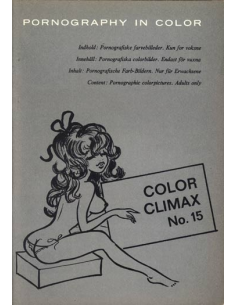 PORNOGRAPHY IN COLOR
Indhold: Pornografiske farvebilleder. Kun for voksne
Innehåll: Pornografiska colorbilder. Endast för vuxna
Inhalt: Pornografische Farb-Bildern. Nur für Erwachsene
Content: Pornographic colorpictures. Adults only
COLOR
CLIMAX
No. 15